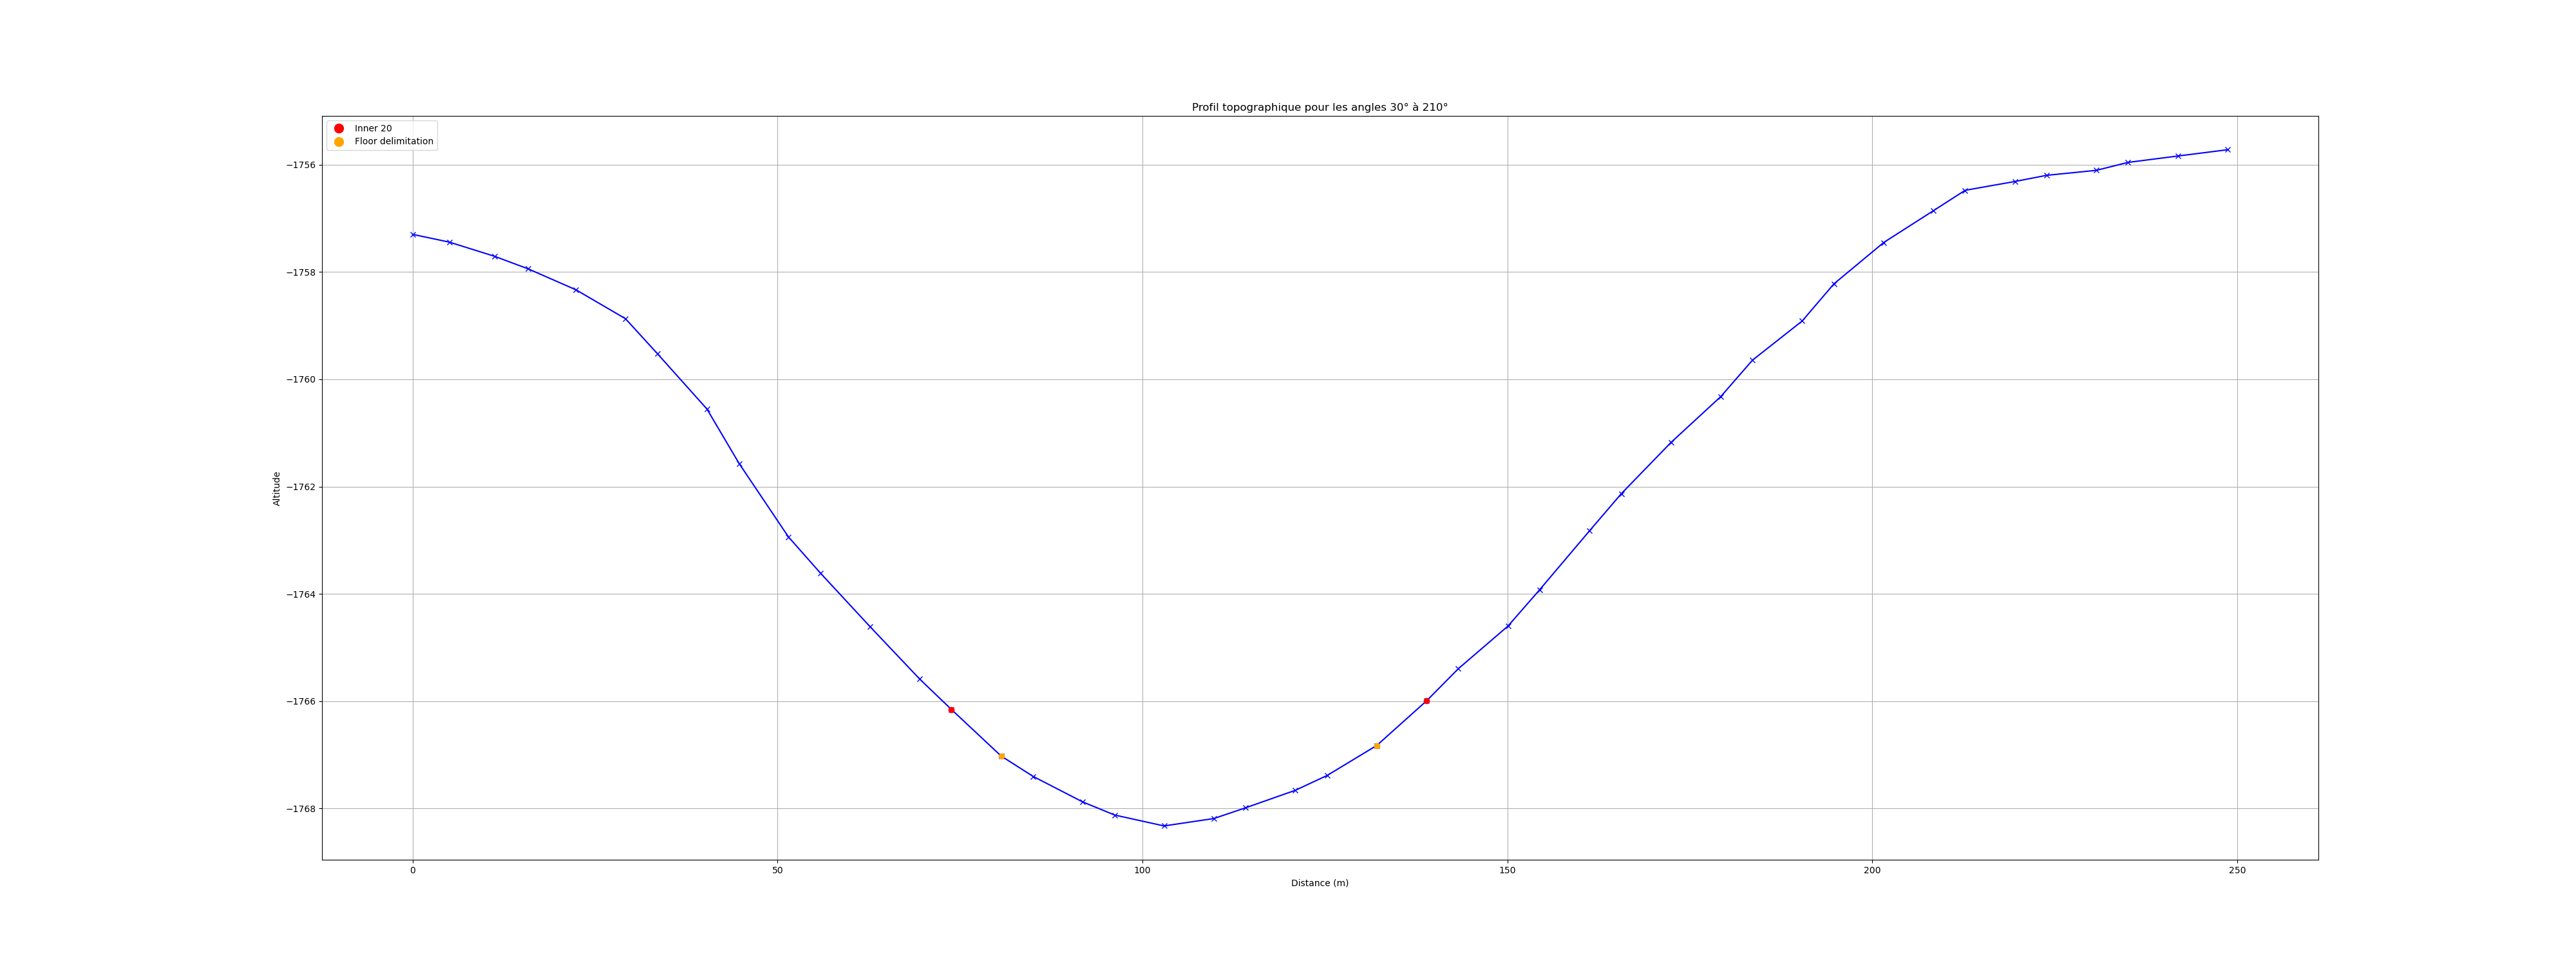 Profil topographique pour les angles 30° à 210°
Inner 20
Floor delimitation
−1756
−1758
−1760
−1762
−1764
−1766
−1768
Altitude
0 50 100 150 200 250
Distance (m)